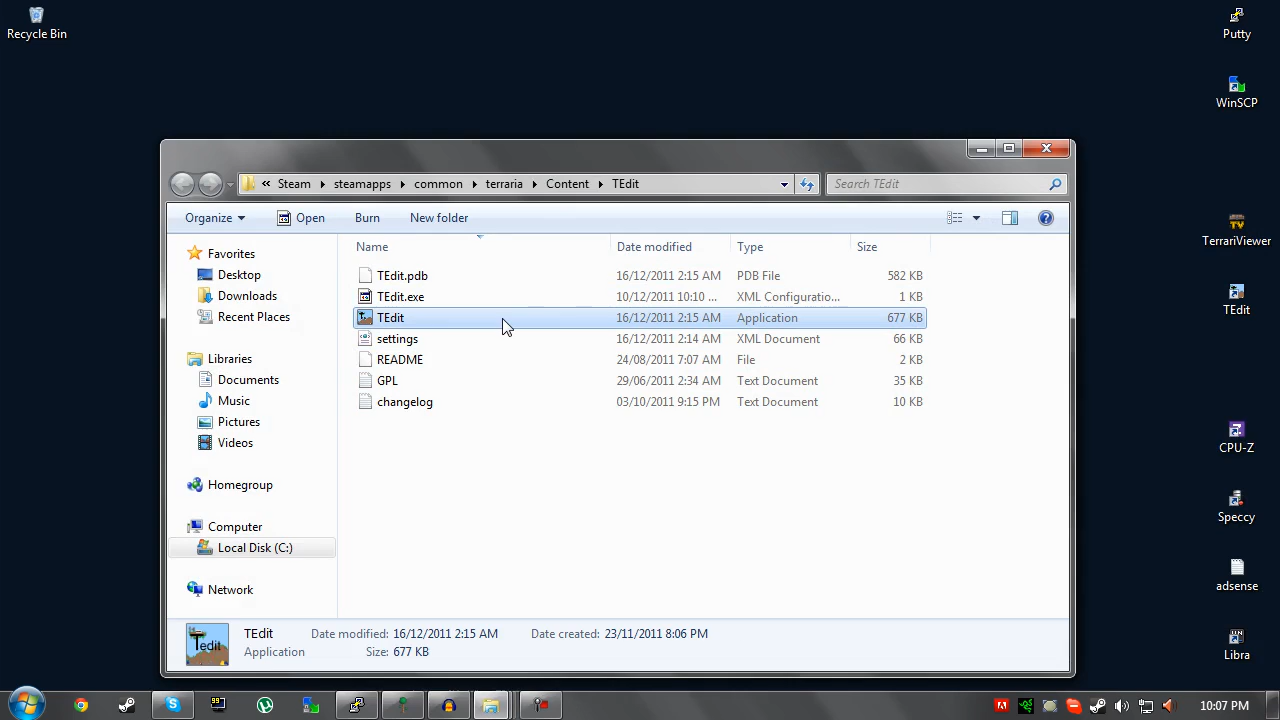 Recycle Bin
Putty
WinSCP
TerrariViewer
TEdit
CPU-Z
Speccy
adsense
Libra
« Steam steamapps common terraria Content TEdit
Search TEdit
Organize Open Burn New folder
Name Date modified Type Size
Favorites
Desktop
Downloads
Recent Places
Libraries
Documents
Music
Pictures
Videos
Homegroup
Computer
Local Disk (C:)
Network
TEdit.pdb 16/12/2011 2:15 AM PDB File 582 KB
TEdit.exe 10/12/2011 10:10 ... XML Configuratio... 1 KB
TEdit 16/12/2011 2:15 AM Application 677 KB
settings 16/12/2011 2:14 AM XML Document 66 KB
README 24/08/2011 7:07 AM File 2 KB
GPL 29/06/2011 2:34 AM Text Document 35 KB
changelog 03/10/2011 9:15 PM Text Document 10 KB
Tedit
TEdit Date modified: 16/12/2011 2:15 AM Date created: 23/11/2011 8:06 PM
Application Size: 677 KB
10:07 PM